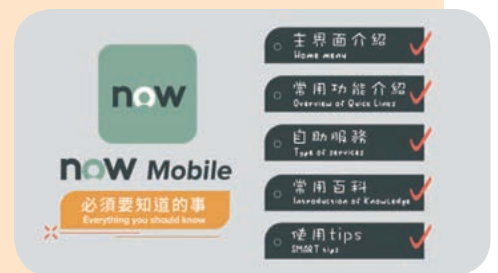 now
now Mobile
必須要知道的事
Everything you should know
主界面介紹
Home menu
常用功能介紹
Overview of Quick Links
自助服務
Type of services
常用百科
Introduction of Knowledge
使用tips
SMART tips